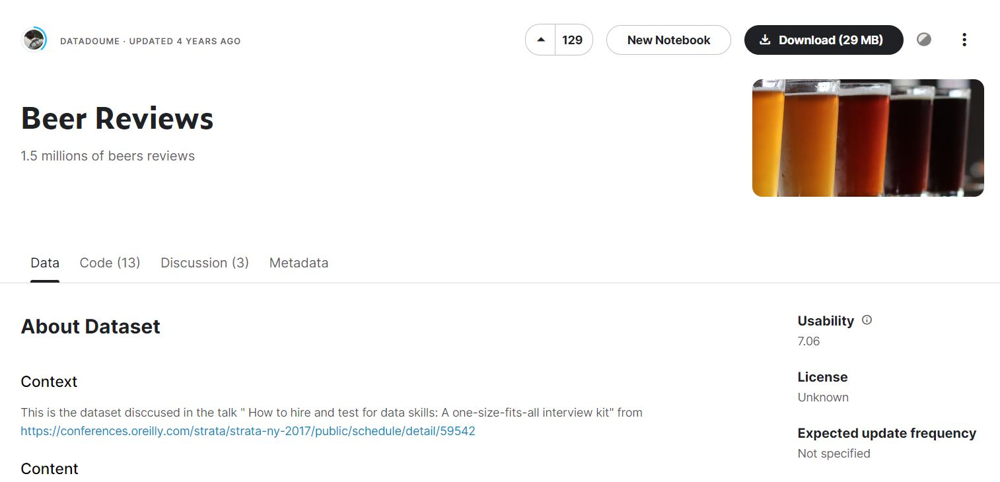 DATADOUME · UPDATED 4 YEARS AGO
129
New Notebook
Download (29 MB)
Beer Reviews
1.5 millions of beers reviews
Data
Code (13)
Discussion (3)
Metadata
About Dataset
Context
This is the dataset disccused in the talk " How to hire and test for data skills: A one-size-fits-all interview kit" from
https://conferences.oreilly.com/strata/strata-ny-2017/public/schedule/detail/59542
Content
Usability
7.06
License
Unknown
Expected update frequency
Not specified